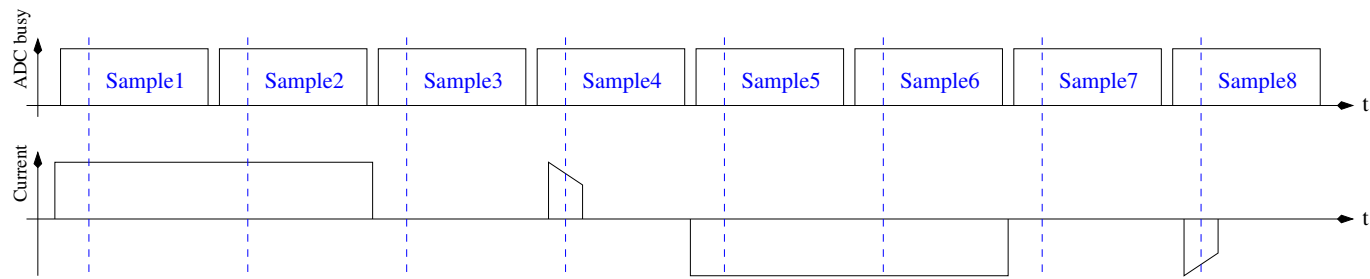 ADC busy
Sample1 Sample2 Sample3 Sample4 Sample5 Sample6 Sample7 Sample8
t
Current
t